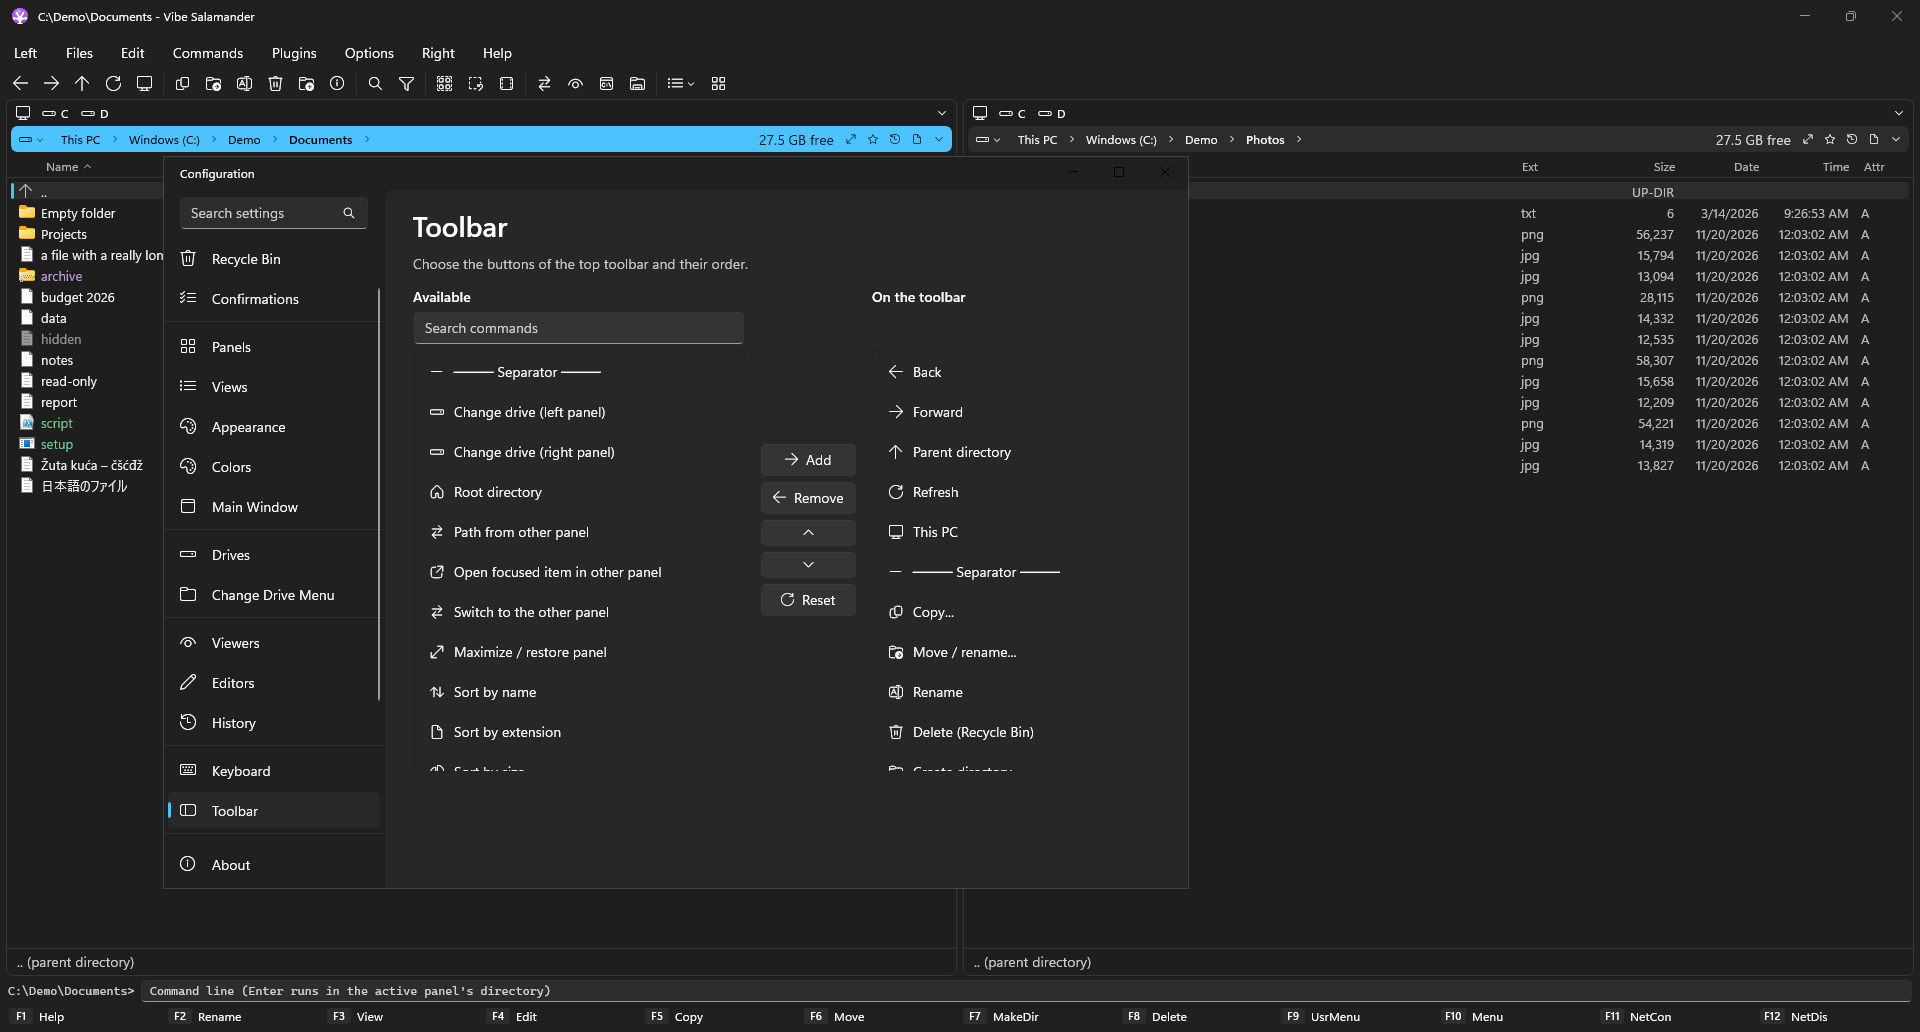 C:\Demo\Documents - Vibe Salamander
Left Files Edit Commands Plugins Options Right Help
C D
This PC Windows (C:) Demo Documents 27.5 GB free
Name
..
Empty folder
Projects
a file with a really lon
archive
budget 2026
data
hidden
notes
read-only
report
script
setup
Žuta kuća – čšćđž
日本語のファイル
.. (parent directory)
C D
This PC Windows (C:) Demo Photos 27.5 GB free
Ext Size Date Time Attr
UP-DIR
txt 6 3/14/2026 9:26:53 AM A
png 56,237 11/20/2026 12:03:02 AM A
jpg 15,794 11/20/2026 12:03:02 AM A
jpg 13,094 11/20/2026 12:03:02 AM A
png 28,115 11/20/2026 12:03:02 AM A
jpg 14,332 11/20/2026 12:03:02 AM A
jpg 12,535 11/20/2026 12:03:02 AM A
png 58,307 11/20/2026 12:03:02 AM A
jpg 15,658 11/20/2026 12:03:02 AM A
jpg 12,209 11/20/2026 12:03:02 AM A
png 54,221 11/20/2026 12:03:02 AM A
jpg 14,319 11/20/2026 12:03:02 AM A
jpg 13,827 11/20/2026 12:03:02 AM A
.. (parent directory)
Configuration
Search settings
Recycle Bin
Confirmations
Panels
Views
Appearance
Colors
Main Window
Drives
Change Drive Menu
Viewers
Editors
History
Keyboard
Toolbar
About
Toolbar
Choose the buttons of the top toolbar and their order.
Available
Search commands
Separator
Change drive (left panel)
Change drive (right panel)
Root directory
Path from other panel
Open focused item in other panel
Switch to the other panel
Maximize / restore panel
Sort by name
Sort by extension
Sort by size
Add
Remove
Reset
On the toolbar
Back
Forward
Parent directory
Refresh
This PC
Separator
Copy...
Move / rename...
Rename
Delete (Recycle Bin)
Create directory
C:\Demo\Documents> Command line (Enter runs in the active panel's directory)
F1 Help F2 Rename F3 View F4 Edit F5 Copy F6 Move F7 MakeDir F8 Delete F9 UsrMenu F10 Menu F11 NetCon F12 NetDis